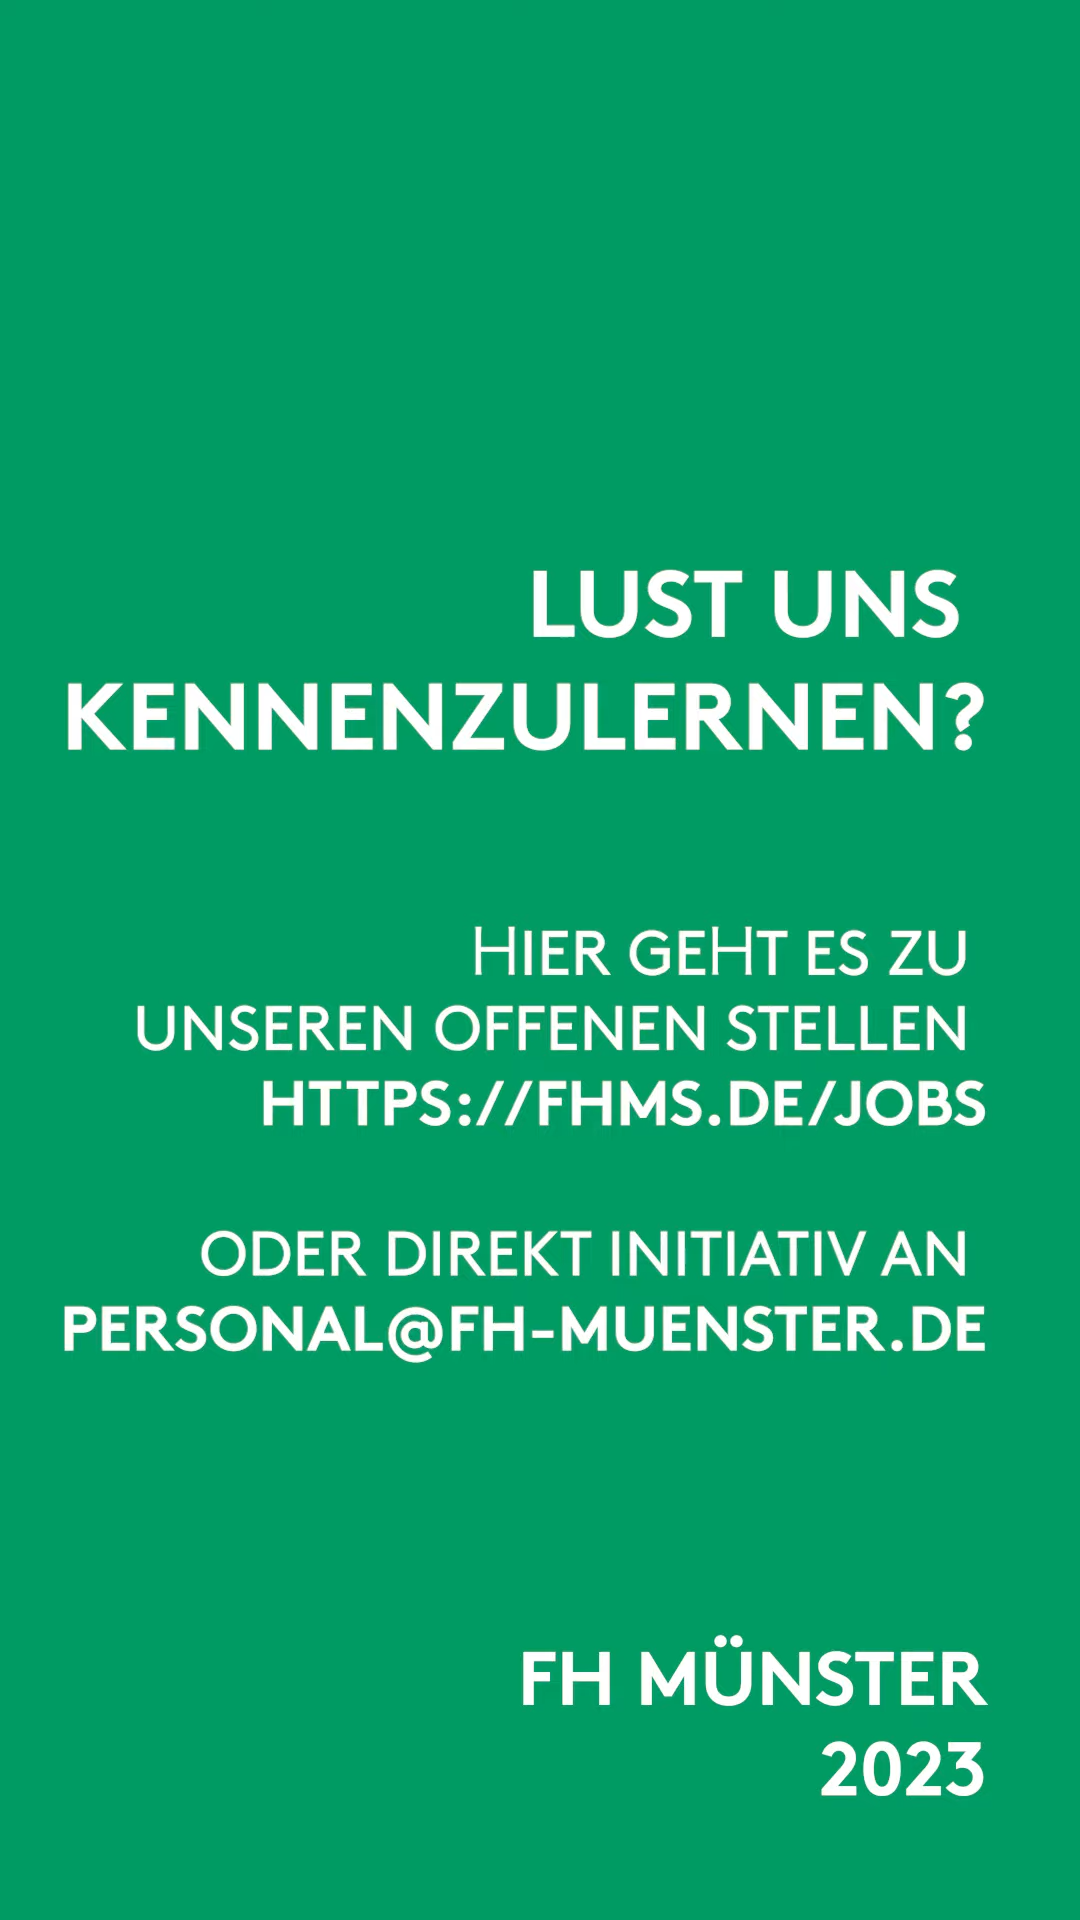 LUST UNS
KENNENZULERNEN?
HIER GEHT ES ZU
UNSEREN OFFENEN STELLEN
HTTPS://FHMS.DE/JOBS
ODER DIREKT INITIATIV AN
PERSONAL@FH-MUENSTER.DE
FH MÜNSTER
2023